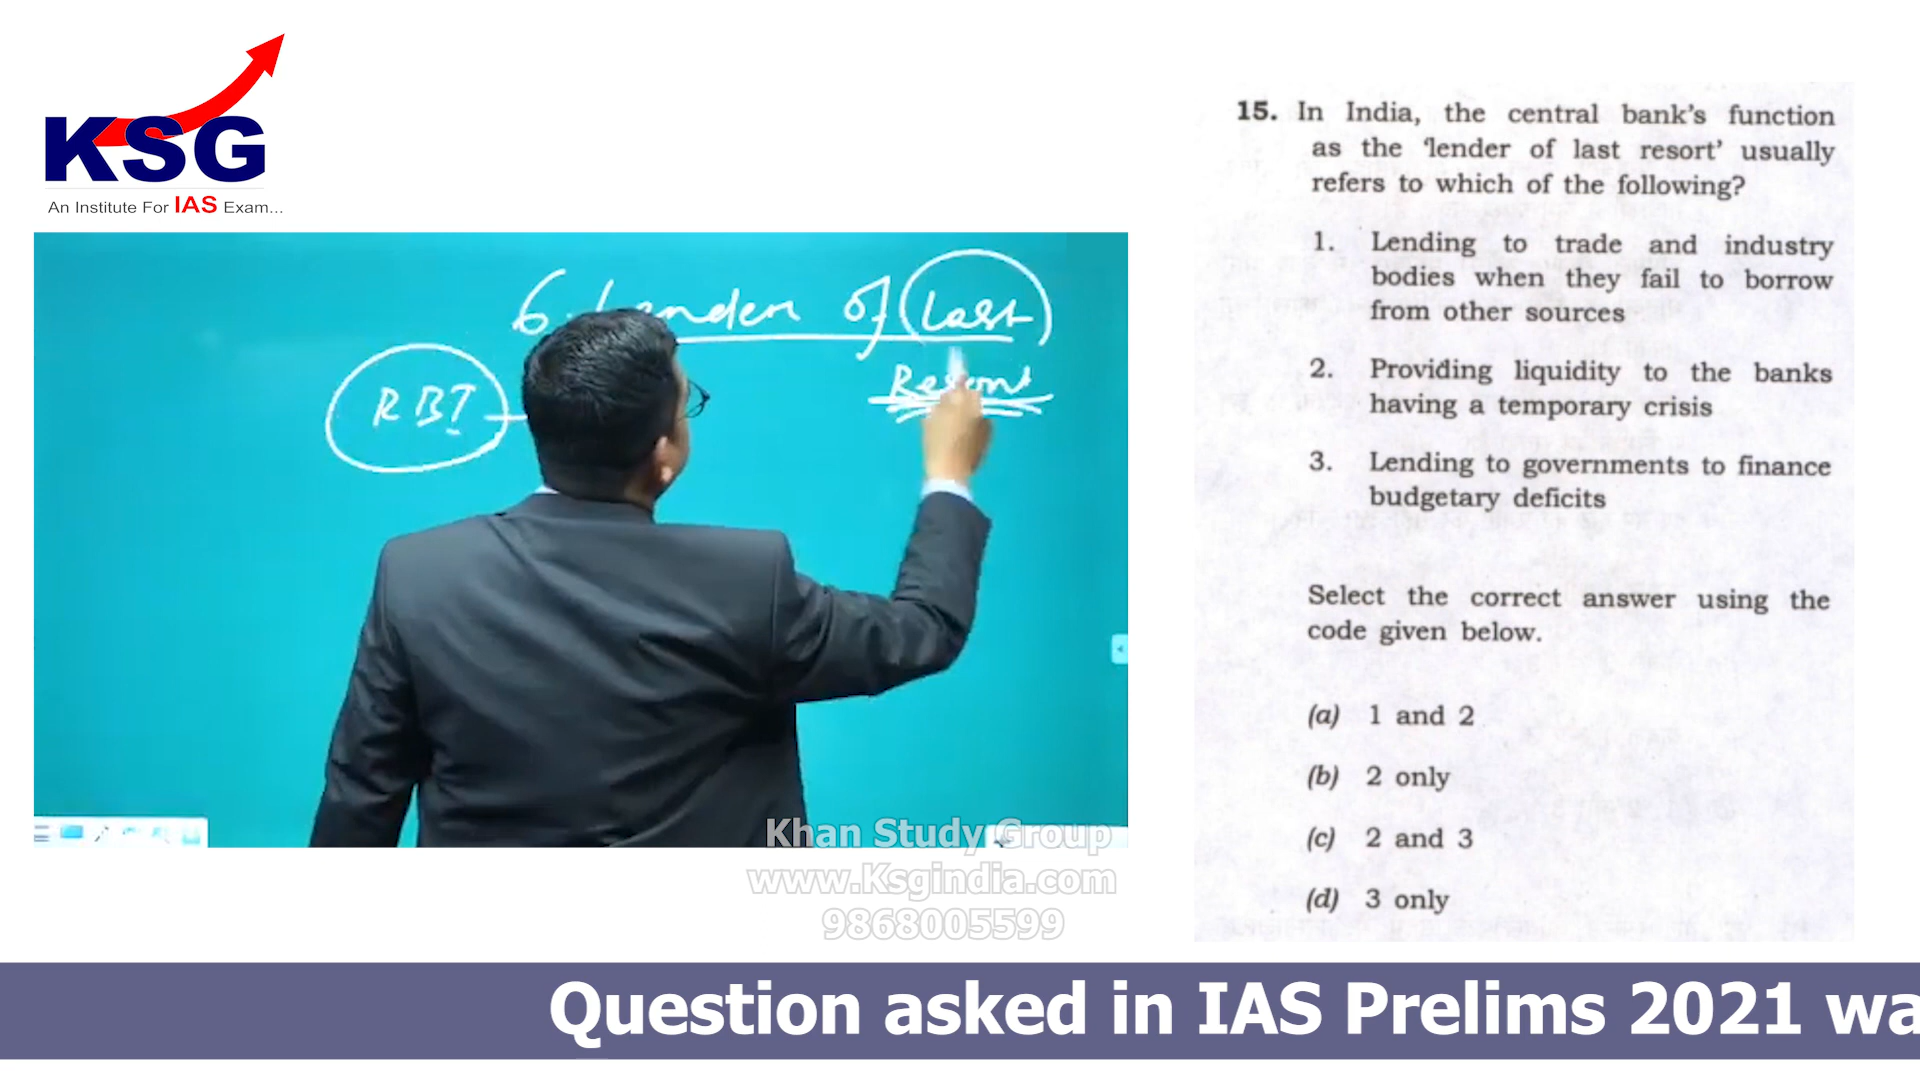 KSG
An Institute For IAS Exam...
6. Lender of Last
Resort
RBI
Khan Study Group
www.Ksgindia.com
9868005599
15. In India, the central bank's function
as the 'lender of last resort' usually
refers to which of the following?
1. Lending to trade and industry
bodies when they fail to borrow
from other sources
2. Providing liquidity to the banks
having a temporary crisis
3. Lending to governments to finance
budgetary deficits
Select the correct answer using the
code given below.
(a) 1 and 2
(b) 2 only
(c) 2 and 3
(d) 3 only
Question asked in IAS Prelims 2021 wa